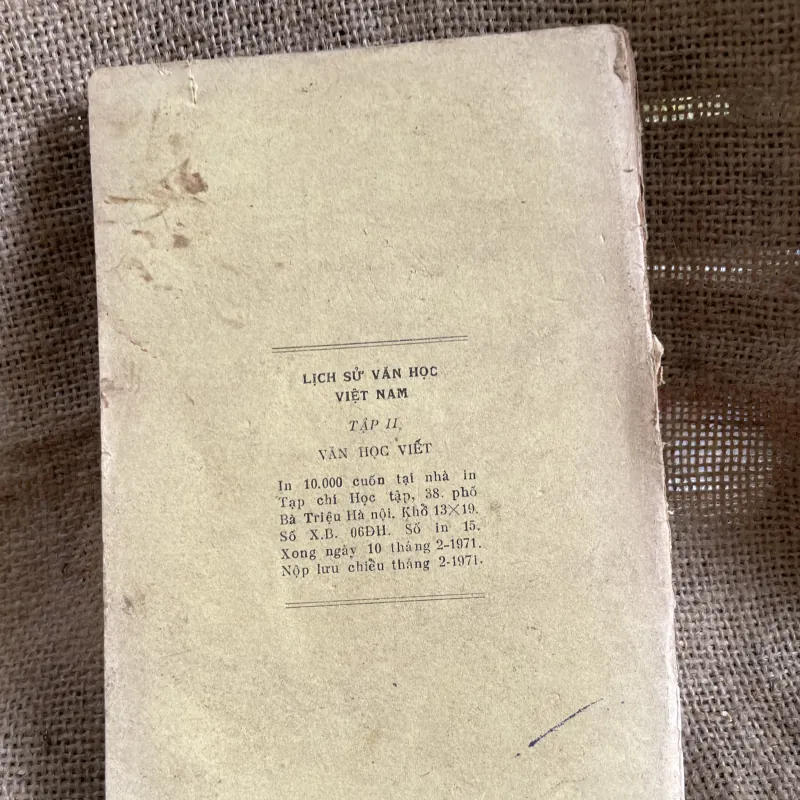 LỊCH SỬ VĂN HỌC
VIỆT NAM
TẬP II
VĂN HỌC VIẾT
In 10.000 cuốn tại nhà in
Tạp chí Học tập, 38. phố
Bà Triệu Hà nội. Khổ 13×19.
Số X.B. 06ĐH. Số in 15.
Xong ngày 10 tháng 2-1971.
Nộp lưu chiểu tháng 2-1971.